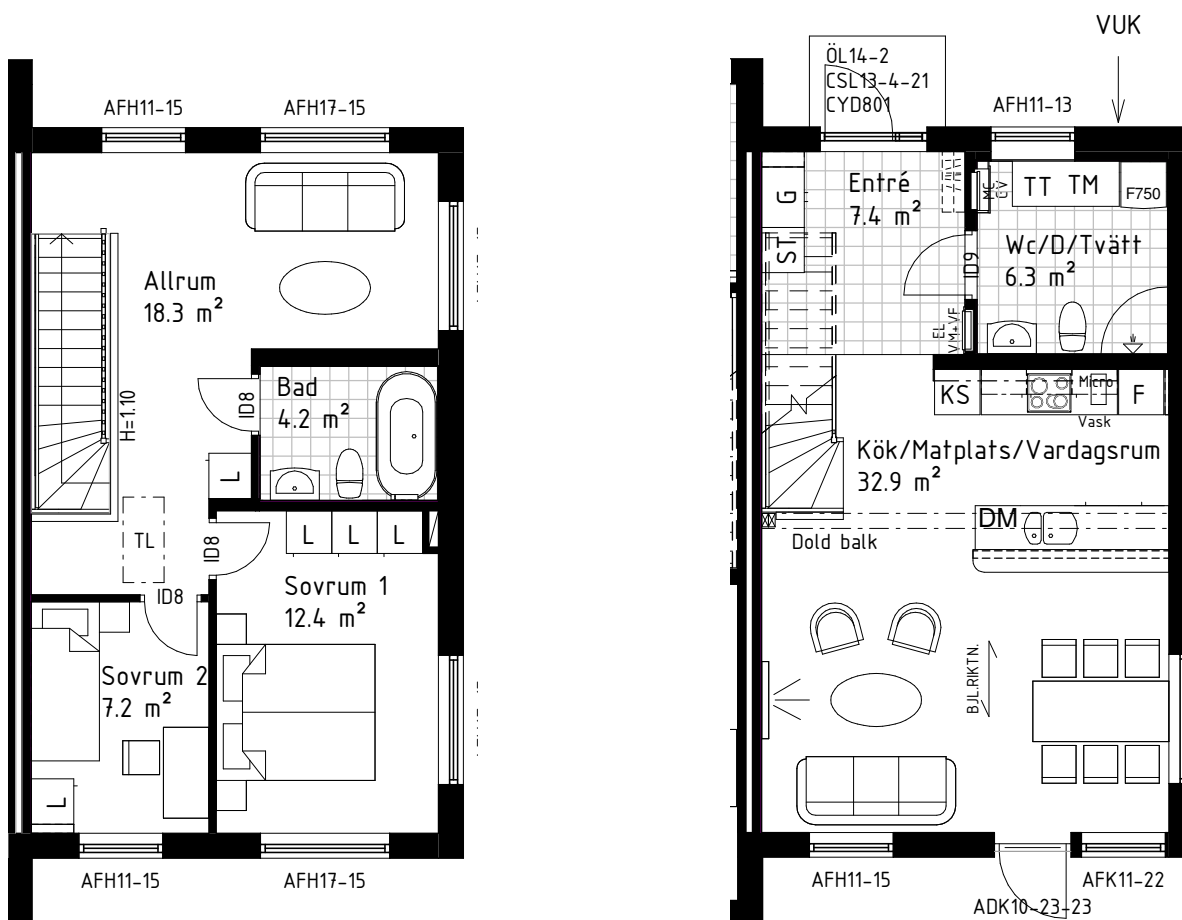 AFH11-15
AFH17-15
Allrum
18.3 m²
H=1.10
Bad
4.2 m²
ID8
L
TL
ID8
ID8
L
L
L
Sovrum 1
12.4 m²
Sovrum 2
7.2 m²
L
AFH11-15
AFH17-15
VUK
ÖL14-2
CSL13-4-21
CYD801
AFH11-13
G
ST
Entré
7.4 m²
MC
GV
TT
TM
F750
Wc/D/Tvätt
6.3 m²
ID9
EL
VM+VF
KS
Micro
F
Vask
Kök/Matplats/Vardagsrum
32.9 m²
DM
Dold balk
BJL.RIKTN.
AFH11-15
ADK10-23-23
AFK11-22